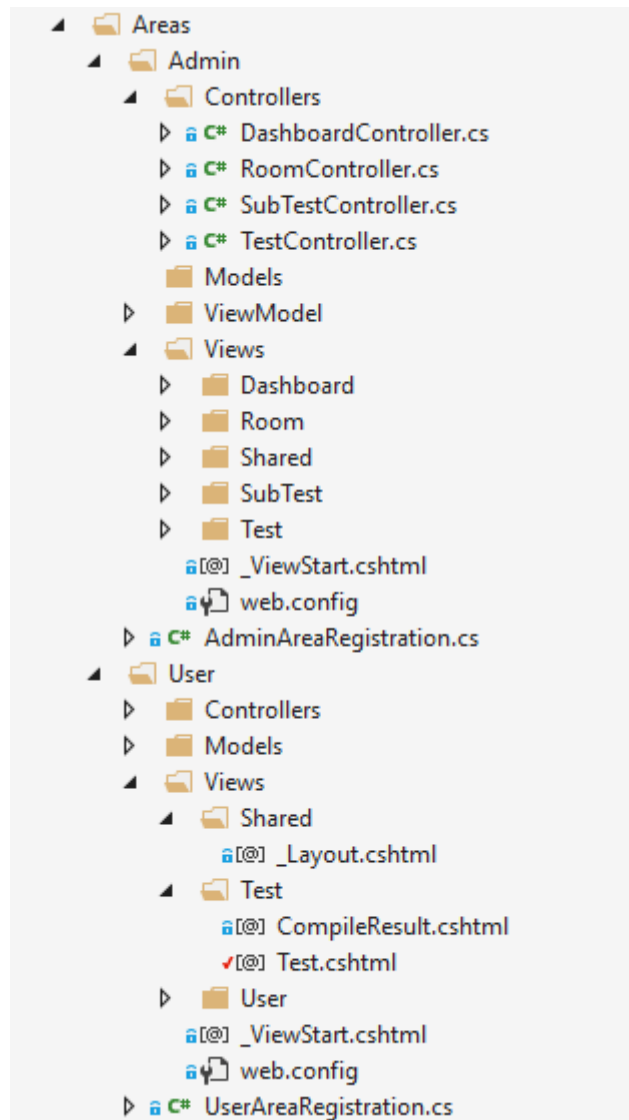 Areas
Admin
Controllers
C# DashboardController.cs
C# RoomController.cs
C# SubTestController.cs
C# TestController.cs
Models
ViewModel
Views
Dashboard
Room
Shared
SubTest
Test
[@] _ViewStart.cshtml
web.config
C# AdminAreaRegistration.cs
User
Controllers
Models
Views
Shared
[@] _Layout.cshtml
Test
[@] CompileResult.cshtml
[@] Test.cshtml
User
[@] _ViewStart.cshtml
web.config
C# UserAreaRegistration.cs